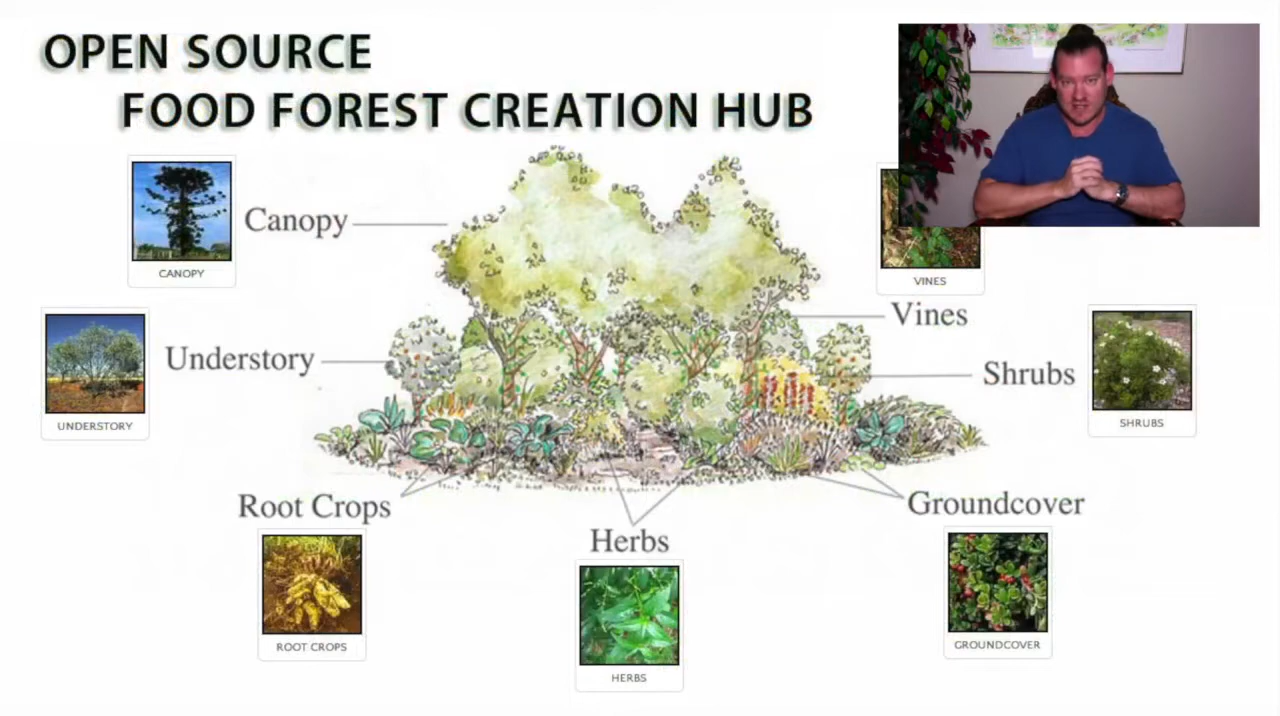 OPEN SOURCE
FOOD FOREST CREATION HUB
CANOPY
Canopy
VINES
Vines
UNDERSTORY
Understory
Shrubs
SHRUBS
Root Crops
ROOT CROPS
Herbs
HERBS
Groundcover
GROUNDCOVER